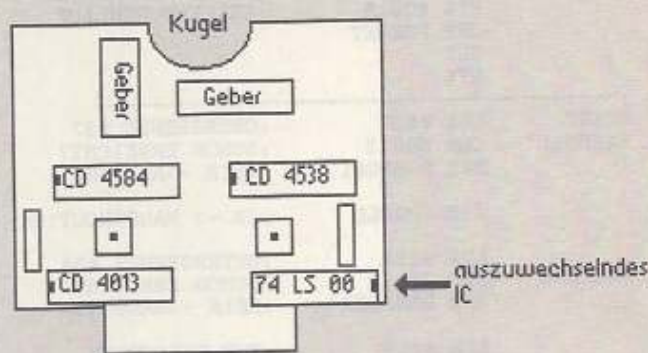 Kugel
Geber
Geber
CD 4584
CD 4538
CD 4013
74 LS 00
auszuwechselndes
IC